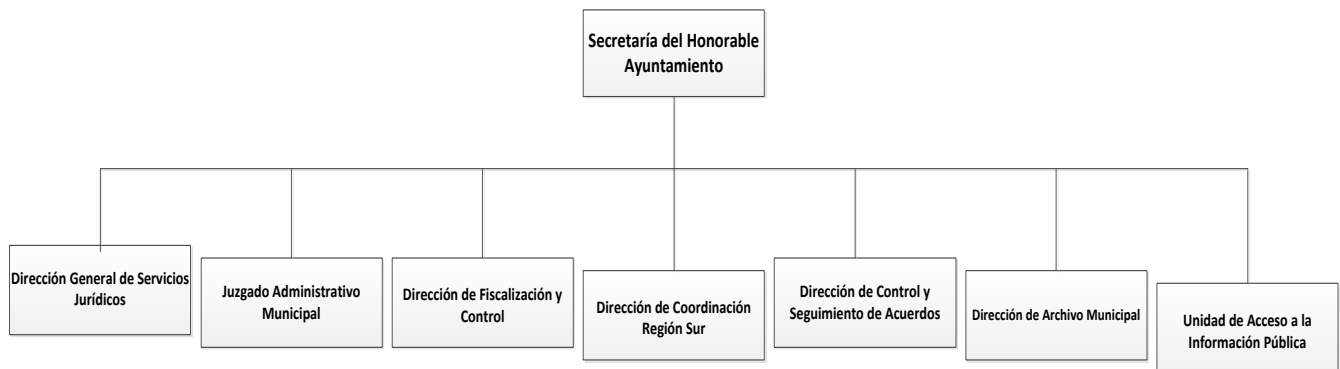 Secretaría del Honorable
Ayuntamiento
Dirección General de Servicios
Jurídicos
Juzgado Administrativo
Municipal
Dirección de Fiscalización y
Control
Dirección de Coordinación
Región Sur
Dirección de Control y
Seguimiento de Acuerdos
Dirección de Archivo Municipal
Unidad de Acceso a la
Información Pública